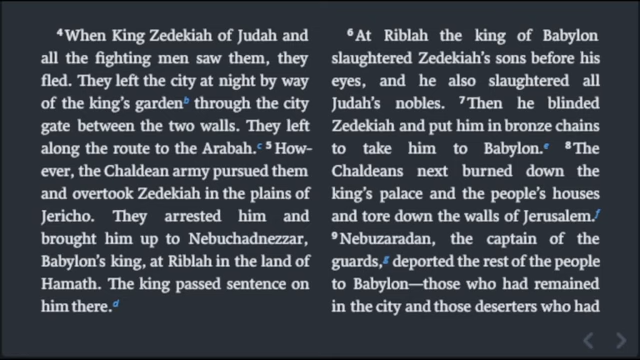 4When King Zedekiah of Judah and
all the fighting men saw them, they
fled. They left the city at night by way
of the king's gardenb through the city
gate between the two walls. They left
along the route to the Arabah.c 5How-
ever, the Chaldean army pursued them
and overtook Zedekiah in the plains of
Jericho. They arrested him and
brought him up to Nebuchadnezzar,
Babylon's king, at Riblah in the land of
Hamath. The king passed sentence on
him there.d
6At Riblah the king of Babylon
slaughtered Zedekiah's sons before his
eyes, and he also slaughtered all
Judah's nobles. 7Then he blinded
Zedekiah and put him in bronze chains
to take him to Babylon.e 8The
Chaldeans next burned down the
king's palace and the people's houses
and tore down the walls of Jerusalem.f
9Nebuzaradan, the captain of the
guards,g deported the rest of the people
to Babylon—those who had remained
in the city and those deserters who had